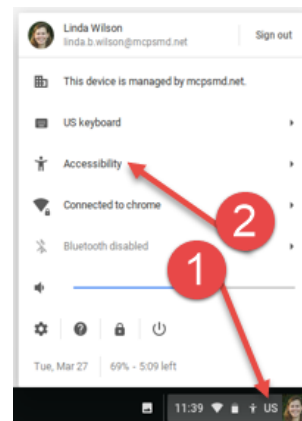 Linda Wilson
linda.b.wilson@mcpsmd.net
Sign out
This device is managed by mcpsmd.net.
US keyboard
Accessibility
Connected to chrome
2
Bluetooth disabled
1
Tue, Mar 27
69% - 5:09 left
11:39
US